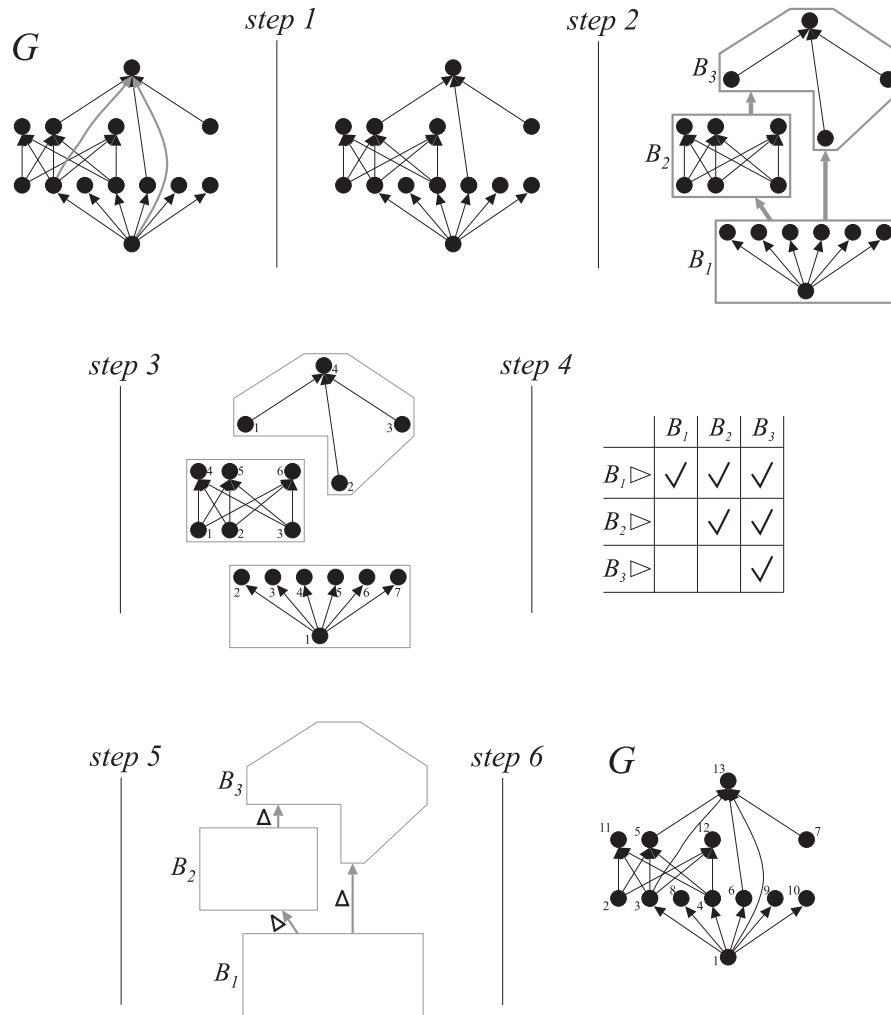 G
step 1
step 2
B3
B2
B1
step 3
4
1
3
2
4 5 6
1 2 3
2 3 4 5 6 7
1
step 4
B1 B2 B3
B1 ▷ ✓ ✓ ✓
B2 ▷ ✓ ✓
B3 ▷ ✓
step 5
B3
Δ
B2
Δ
Δ
B1
step 6
G
13
11 5 12 7
2 3 8 4 6 9 10
1